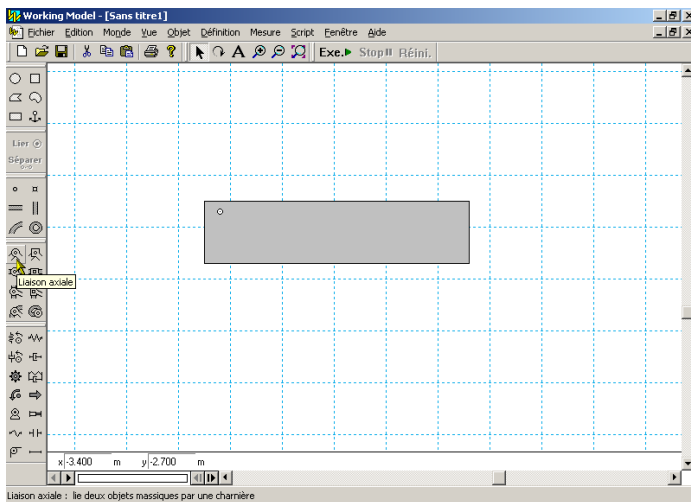 Working Model - [Sans titre1]
Fichier Edition Monde Vue Objet Définition Mesure Script Fenêtre Aide
A Exe. Stop Réini.
Lier
Séparer
Liaison axiale
x -3.400 m y -2.700 m
Liaison axiale : lie deux objets massiques par une charnière